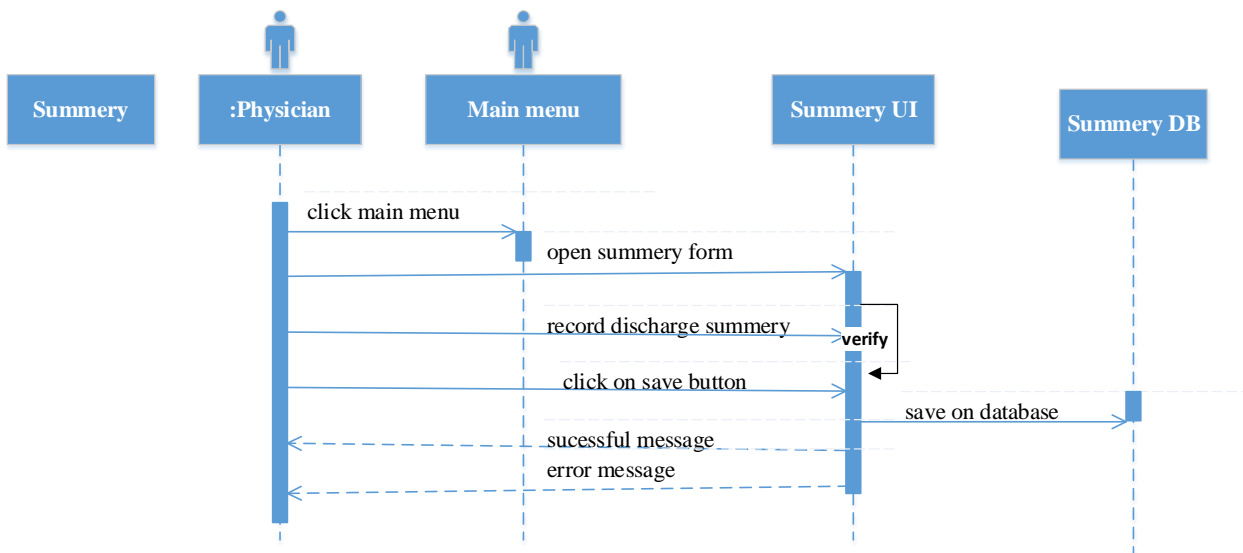 Summery
:Physician
Main menu
Summery UI
Summery DB
click main menu
open summery form
record discharge summery
verify
click on save button
save on database
sucessful message
error message